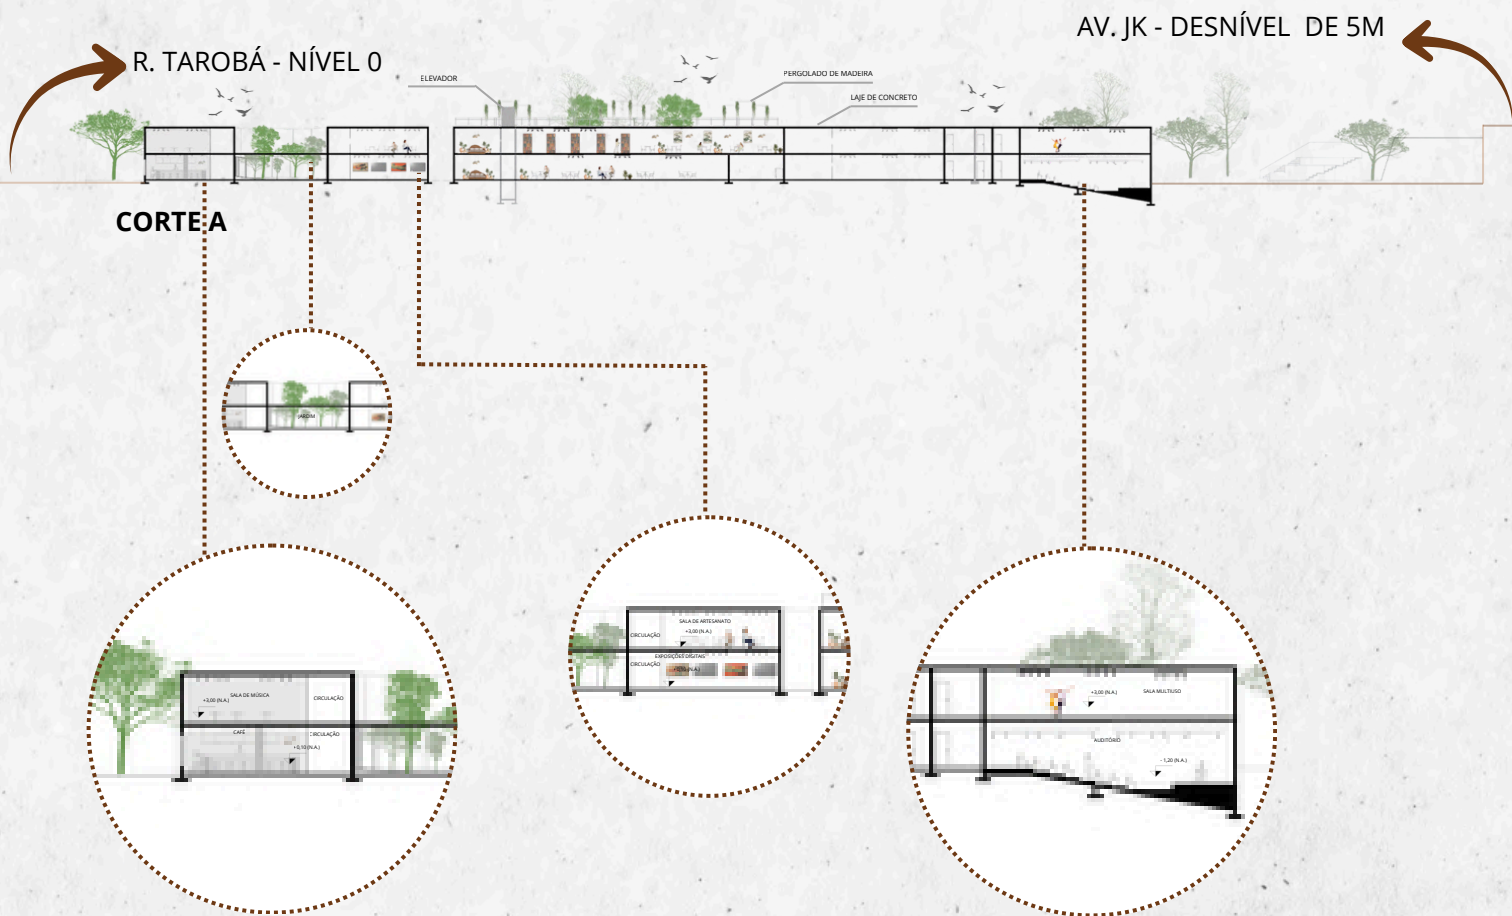 AV. JK - DESNÍVEL DE 5M
R. TAROBÁ - NÍVEL 0
ELEVADOR
PERGOLADO DE MADEIRA
LAJE DE CONCRETO
CORTE A
JARDIM
SALA DE MÚSICA
+3,00 (N.A.)
CIRCULAÇÃO
CAFÉ
CIRCULAÇÃO
+0,10 (N.A.)
SALA DE ARTESANATO
+3,00 (N.A.)
CIRCULAÇÃO
EXPOSIÇÕES DIGITAIS
CIRCULAÇÃO
+3,00 (N.A.)
SALA MULTIUSO
AUDITÓRIO
- 1,20 (N.A.)